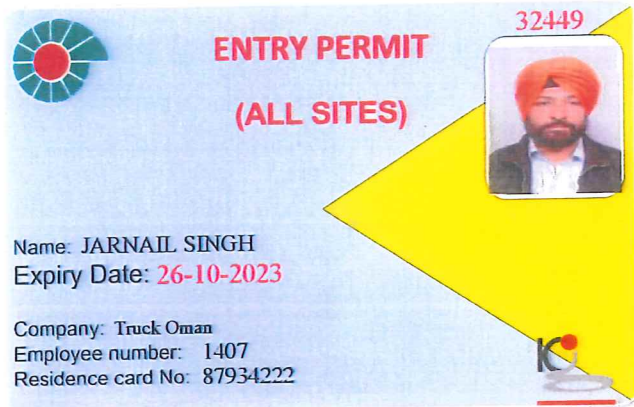 32449
ENTRY PERMIT
(ALL SITES)
Name: JARNAIL SINGH
Expiry Date: 26-10-2023
Company: Truck Oman
Employee number: 1407
Residence card No: 87934222